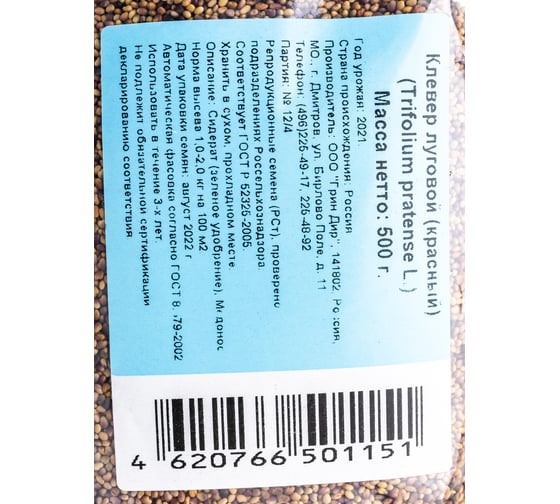 Клевер луговой (красный)
(Trifolium pratense L.)
Масса нетто: 500 г.
Год урожая: 2021.
Страна происхождения: Россия
Производитель: ООО "Грин Дир", 141802, Россия,
МО., г. Дмитров, ул. Бирлово Поле, д. 11
Телефон: (496)225-49-17, 225-48-92
Партия: № 12/4
Репродукционные семена (РСт), проверено
подразделениях Россельхознадзора.
Соответствует ГОСТ Р 52325-2005.
Хранить в сухом, прохладном месте.
Описание: Сидерат (зеленое удобрение). Медонос
Норма высева 1,0-2,0 кг на 100 м2
Дата упаковки семян: август 2022 г
Автоматическая фасовка согласно ГОСТ 8.579-2002
Использовать в течение 3-х лет.
Не подлежит обязательной сертификации
декларированию соответствия
4 620766 501151